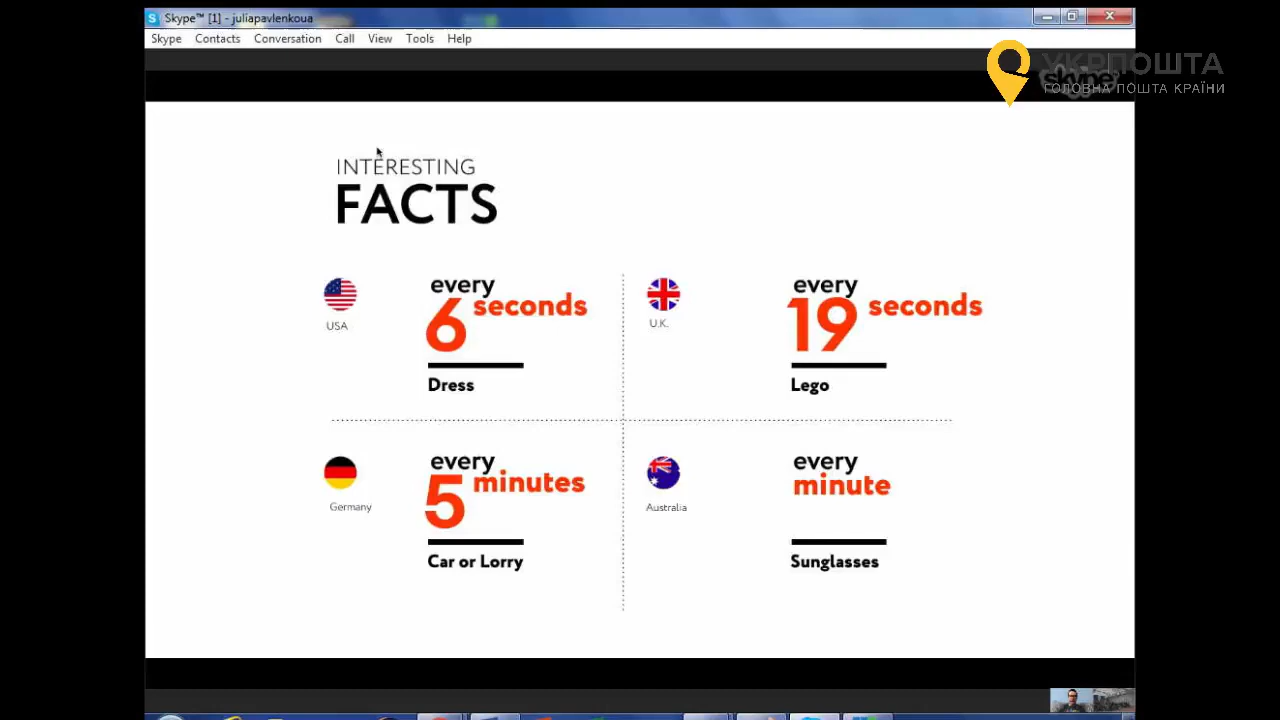 Skype™ [1] - juliapavlenkoua
Skype Contacts Conversation Call View Tools Help
УКРПОШТА
skype
ГОЛОВНА ПОШТА КРАЇНИ
INTERESTING
FACTS
USA
every
6 seconds
Dress
U.K.
every
19 seconds
Lego
Germany
every
5 minutes
Car or Lorry
Australia
every
minute
Sunglasses